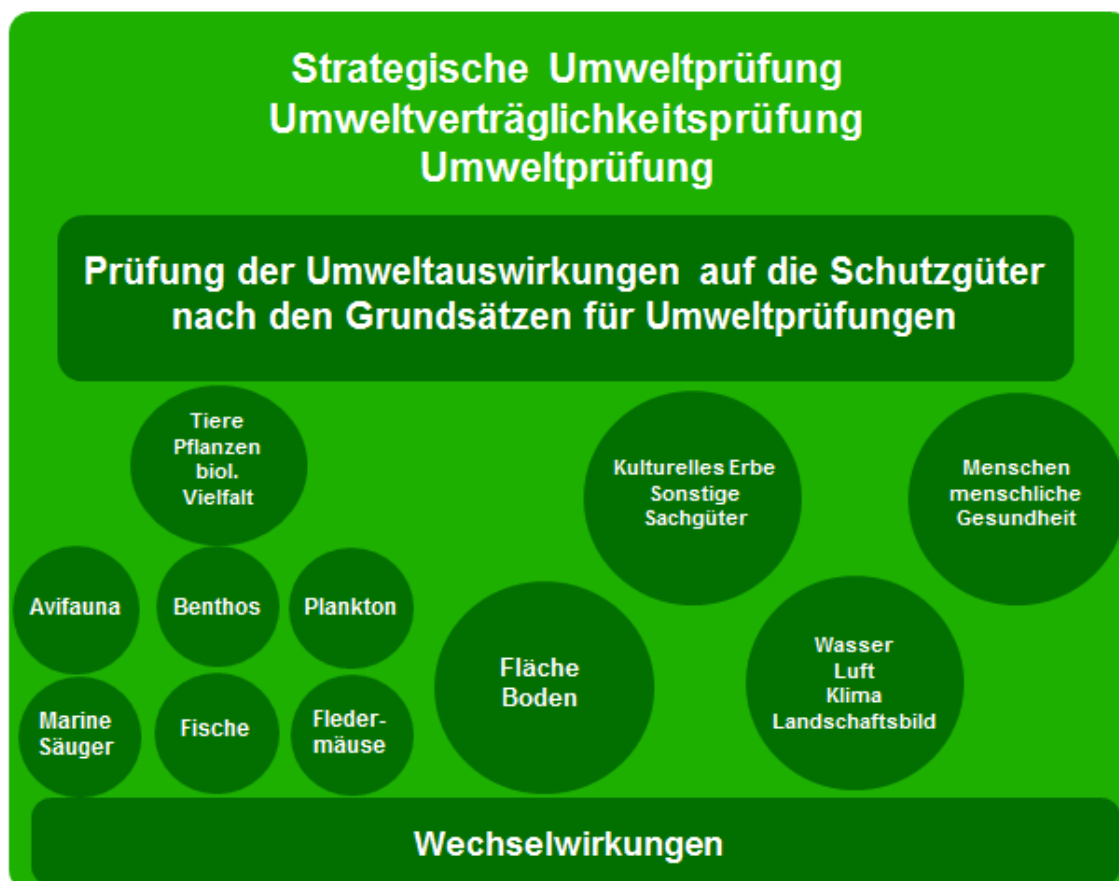 Strategische Umweltprüfung
Umweltverträglichkeitsprüfung
Umweltprüfung
Prüfung der Umweltauswirkungen auf die Schutzgüter
nach den Grundsätzen für Umweltprüfungen
Tiere
Pflanzen
biol.
Vielfalt
Kulturelles Erbe
Sonstige
Sachgüter
Menschen
menschliche
Gesundheit
Avifauna
Benthos
Plankton
Marine
Säuger
Fische
Fleder-
mäuse
Fläche
Boden
Wasser
Luft
Klima
Landschaftsbild
Wechselwirkungen